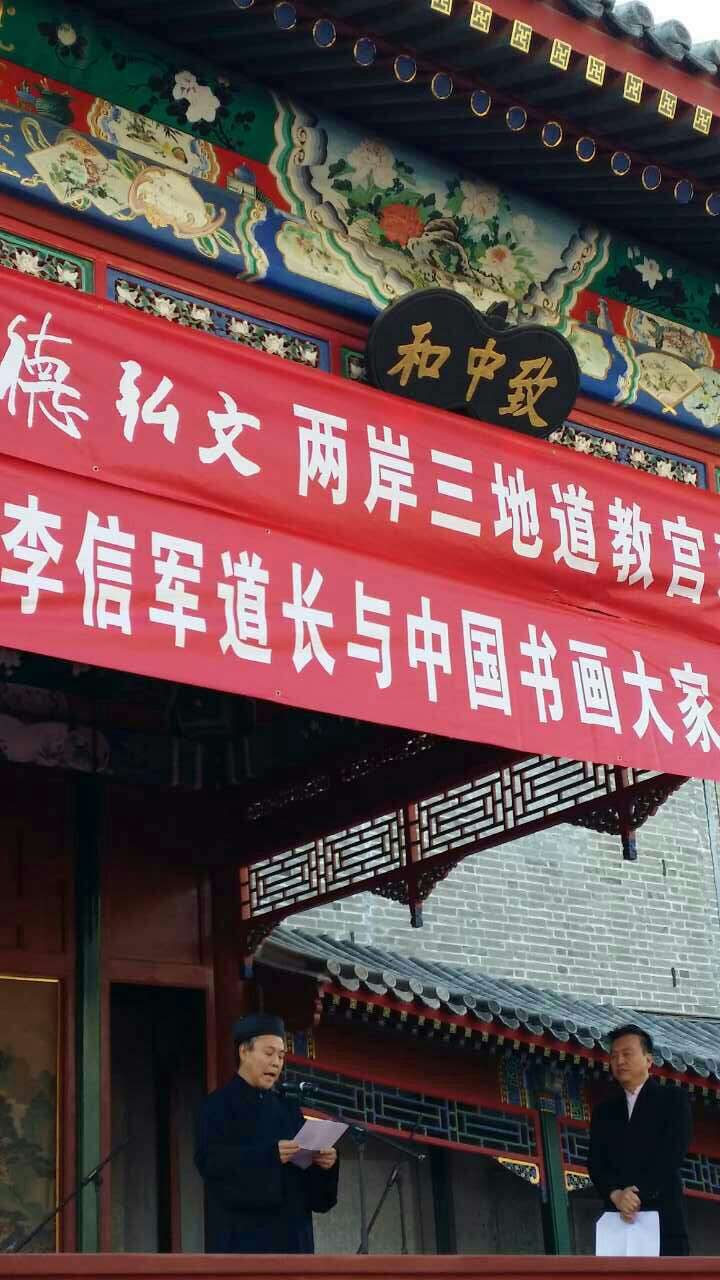 致中和
德弘文 两岸三地道教宫
李信军道长与中国书画大家